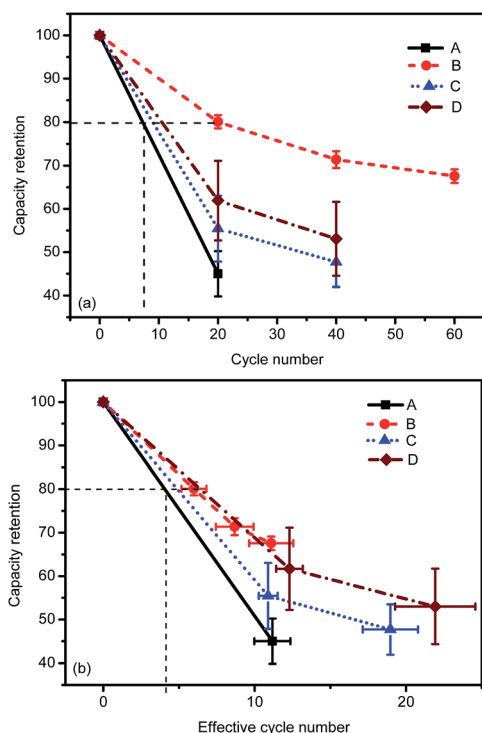 100
90
80
70
60
50
40
Capacity retention
A
B
C
D
(a)
0 10 20 30 40 50 60
Cycle number
100
90
80
70
60
50
40
Capacity retention
A
B
C
D
(b)
0 10 20
Effective cycle number